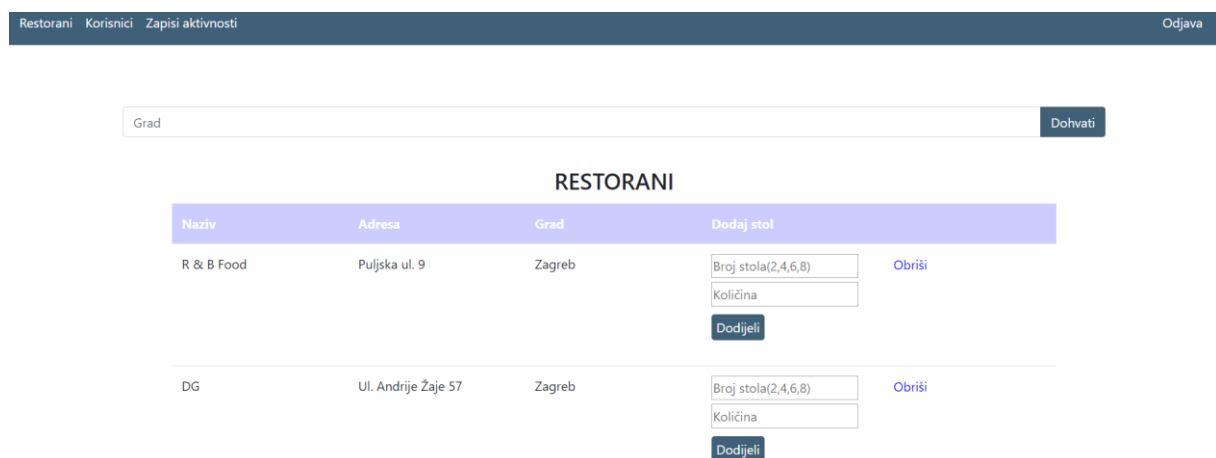 Restorani Korisnici Zapisi aktivnosti Odjava
Grad Dohvati
RESTORANI
Naziv Adresa Grad Dodaj stol
R & B Food Puljska ul. 9 Zagreb Broj stola(2,4,6,8) Obriši
Količina
Dodijeli
DG Ul. Andrije Žaje 57 Zagreb Broj stola(2,4,6,8) Obriši
Količina
Dodijeli